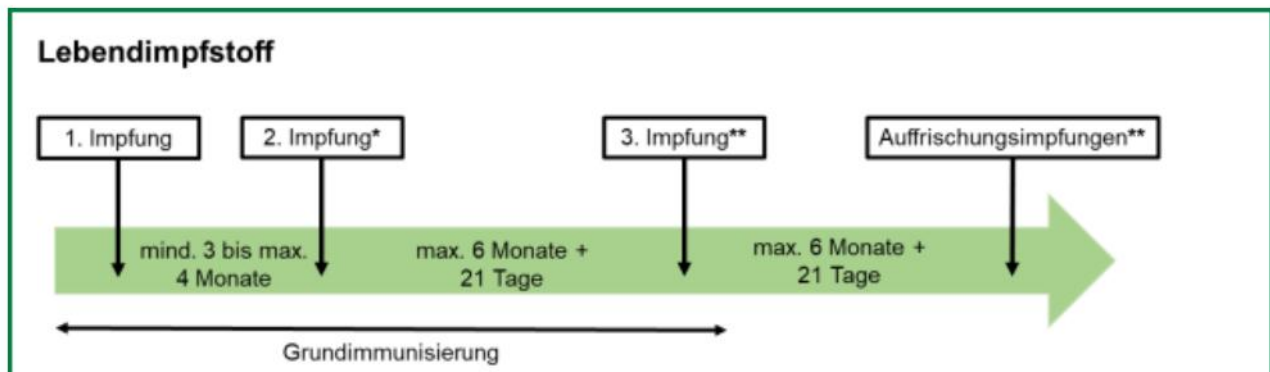 Lebendimpfstoff
1. Impfung
2. Impfung*
3. Impfung**
Auffrischungsimpfungen**
mind. 3 bis max.
4 Monate
max. 6 Monate +
21 Tage
max. 6 Monate +
21 Tage
Grundimmunisierung